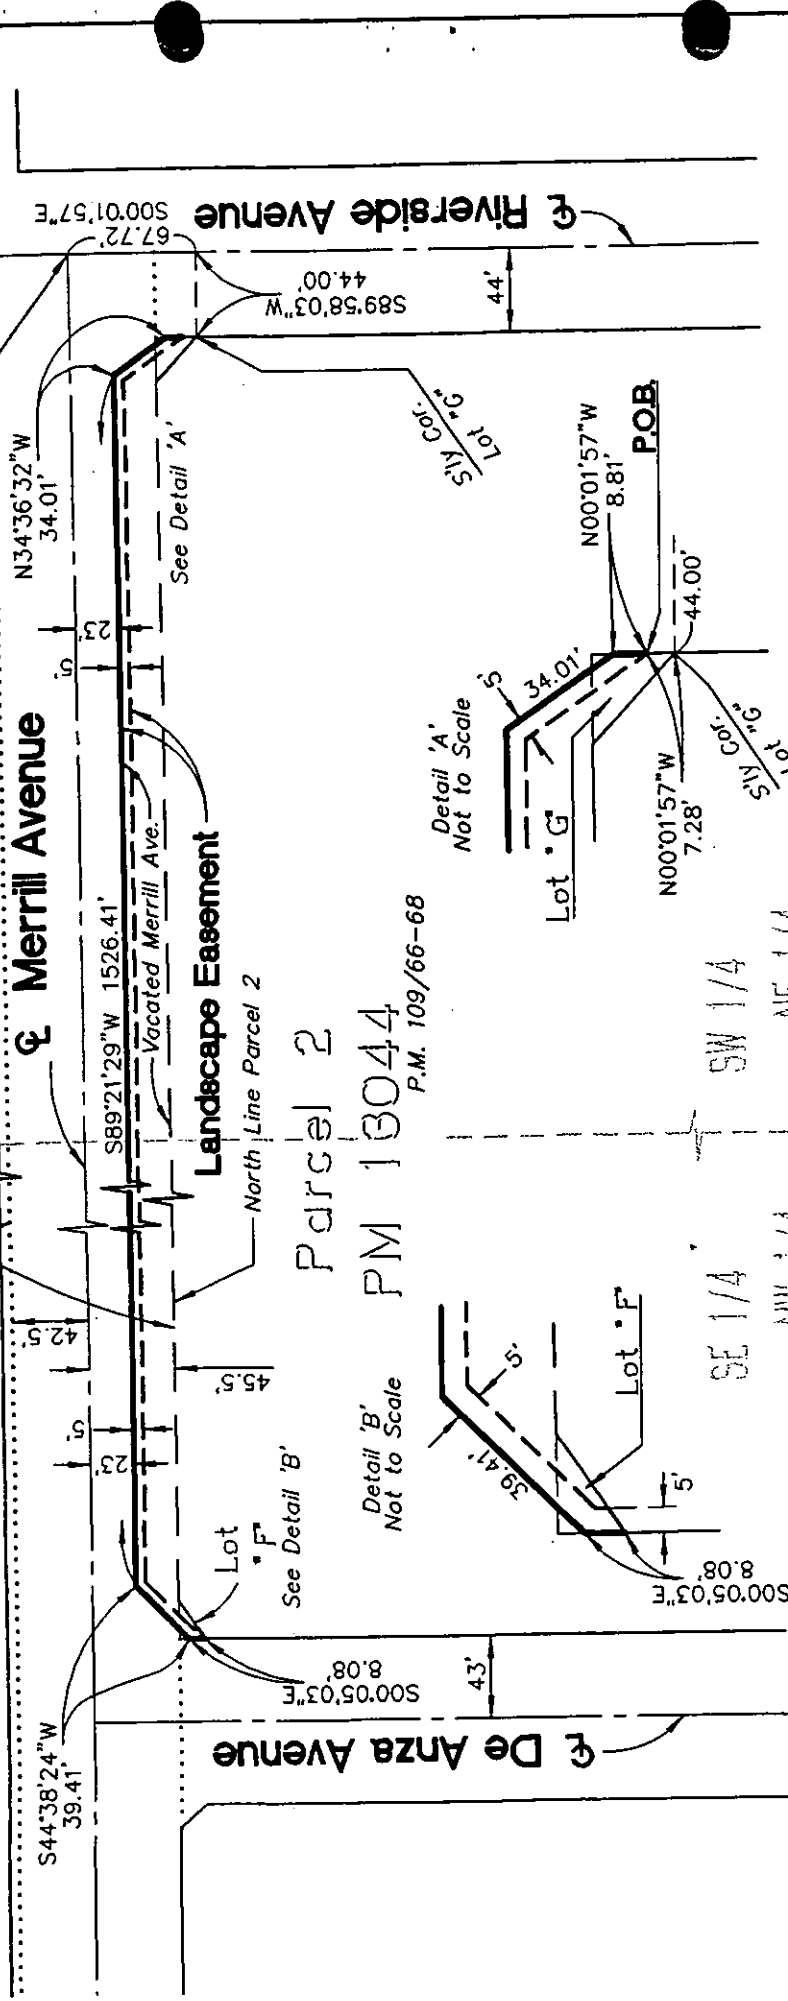 ℄ Merrill Avenue
S89°21'29"W 1526.41'
Vacated Merrill Ave.
Landscape Easement
North Line Parcel 2
Parcel 2
PM 13044
P.M. 109/66-68
N34°36'32"W
34.01'
See Detail 'A'
23'
5'
S00°01'57"E
67.72'
℄ Riverside Avenue
S89°58'03"W
44.00'
44'
S'ly Cor.
Lot "G"
Detail 'A'
Not to Scale
5'
34.01'
Lot "G"
N00°01'57"W
8.81'
P.O.B.
44.00'
N00°01'57"W
7.28'
S'ly Cor.
Lot "G"
42.5'
45.5'
5'
23'
S44°38'24"W
39.41'
Lot
"F"
See Detail 'B'
S00°05'03"E
8.08'
43'
℄ De Anza Avenue
Detail 'B'
Not to Scale
39.41'
5'
Lot "F"
5'
S00°05'03"E
8.08'
SE 1/4
SW 1/4